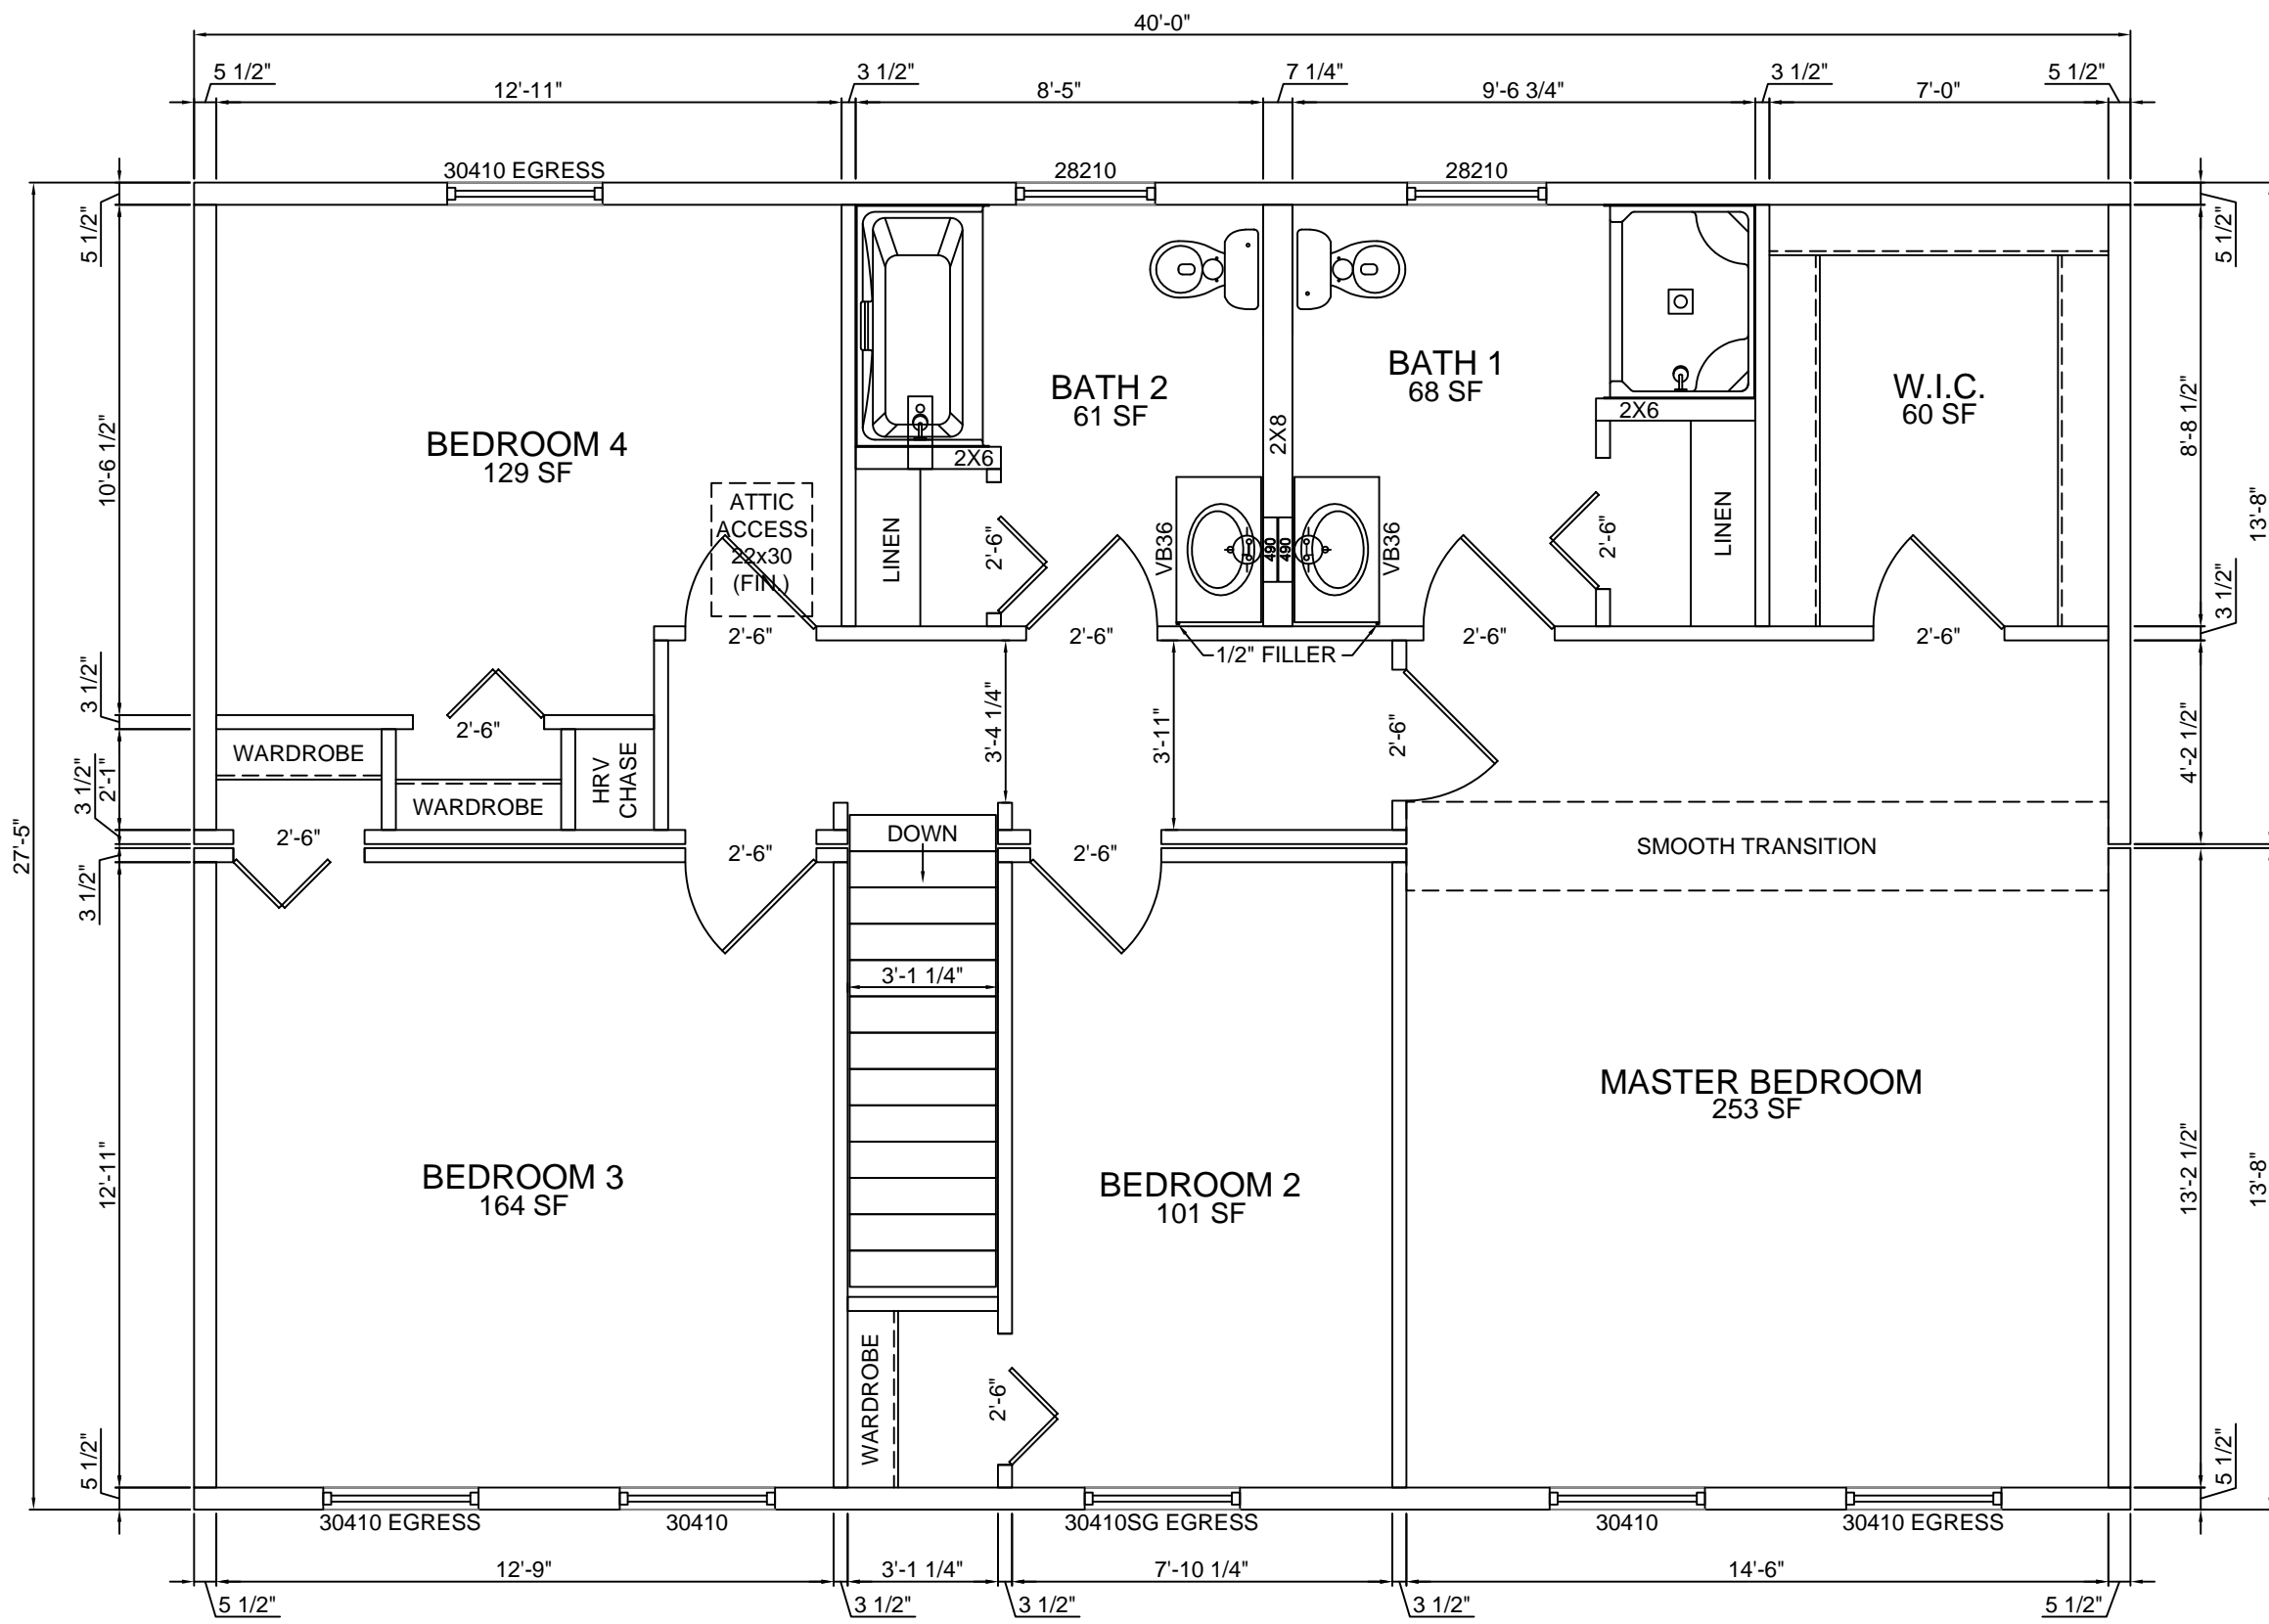 40'-0"
5 1/2"
12'-11"
3 1/2"
8'-5"
7 1/4"
9'-6 3/4"
3 1/2"
7'-0"
5 1/2"
30410 EGRESS
28210
28210
5 1/2"
10'-6 1/2"
3 1/2"
2'-1"
3 1/2"
27'-5"
3 1/2"
12'-11"
5 1/2"
BEDROOM 4
129 SF
ATTIC
ACCESS
22x30
(FIN.)
2X6
LINEN
2'-6"
BATH 2
61 SF
2X8
VB36
490
490
VB36
BATH 1
68 SF
2X6
2'-6"
LINEN
W.I.C.
60 SF
5 1/2"
8'-8 1/2"
13'-8"
3 1/2"
4'-2 1/2"
2'-6"
2'-6"
2'-6"
2'-6"
1/2" FILLER
WARDROBE
2'-6"
WARDROBE
HRV
CHASE
3'-4 1/4"
3'-11"
2'-6"
2'-6"
2'-6"
DOWN
2'-6"
SMOOTH TRANSITION
3'-1 1/4"
MASTER BEDROOM
253 SF
BEDROOM 3
164 SF
BEDROOM 2
101 SF
13'-2 1/2"
13'-8"
WARDROBE
2'-6"
5 1/2"
30410 EGRESS
30410
30410SG EGRESS
30410
30410 EGRESS
12'-9"
3'-1 1/4"
7'-10 1/4"
14'-6"
5 1/2"
3 1/2"
3 1/2"
3 1/2"
5 1/2"